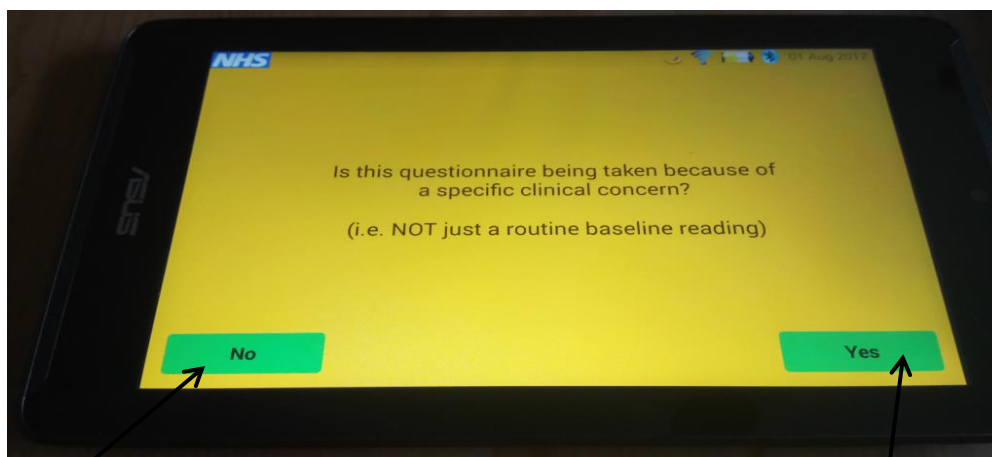 NHS
01 Aug 2017
Is this questionnaire being taken because of
a specific clinical concern?
(i.e. NOT just a routine baseline reading)
No
Yes
ASUS